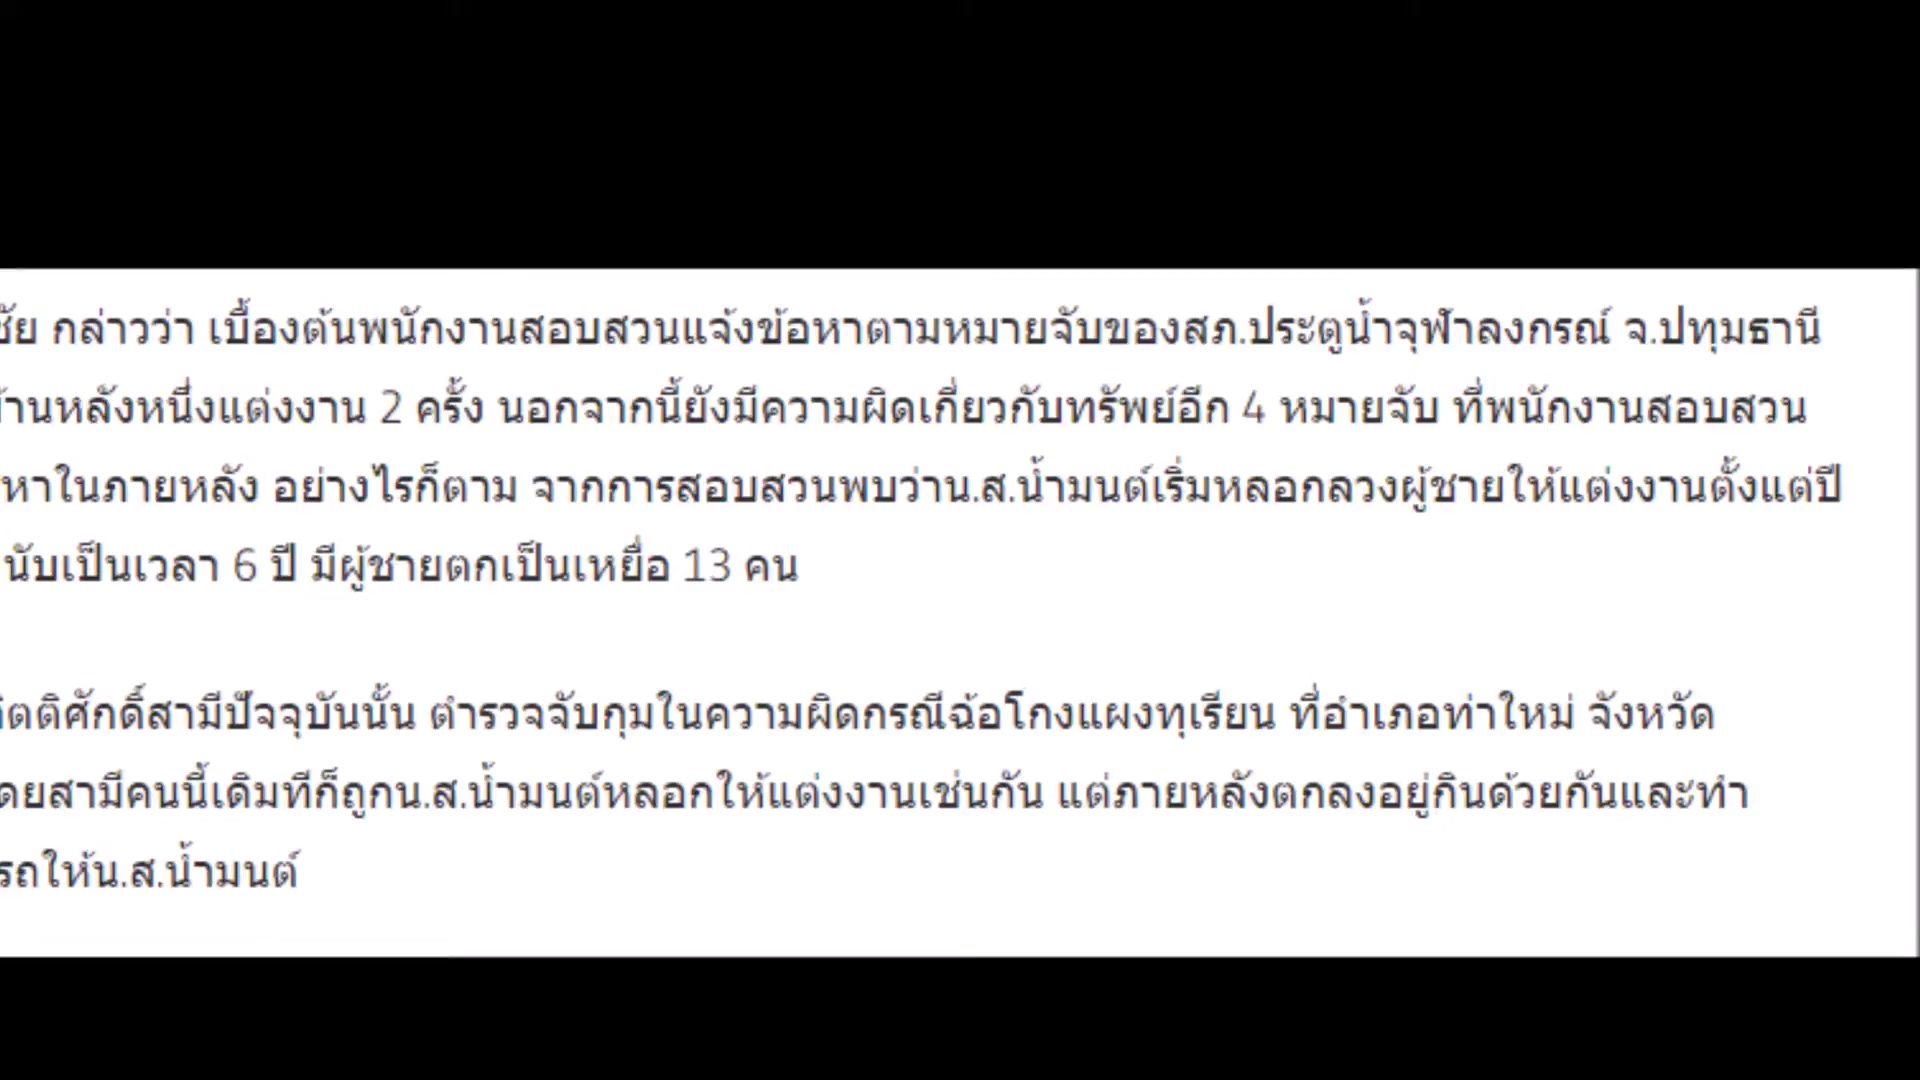 ชัย กล่าวว่า เบื้องต้นพนักงานสอบสวนแจ้งข้อหาตามหมายจับของสภ.ประตูน้ำจุฬาลงกรณ์ จ.ปทุมธานี
บ้านหลังหนึ่งแต่งงาน 2 ครั้ง นอกจากนี้ยังมีความผิดเกี่ยวกับทรัพย์อีก 4 หมายจับ ที่พนักงานสอบสวน
หาในภายหลัง อย่างไรก็ตาม จากการสอบสวนพบว่าน.ส.น้ำมนต์เริ่มหลอกลวงผู้ชายให้แต่งงานตั้งแต่ปี
นับเป็นเวลา 6 ปี มีผู้ชายตกเป็นเหยื่อ 13 คน
กิตติศักดิ์สามีปัจจุบันนั้น ตำรวจจับกุมในความผิดกรณีฉ้อโกงแผงทุเรียน ที่อำเภอท่าใหม่ จังหวัด
ดยสามีคนนี้เดิมทีก็ถูกน.ส.น้ำมนต์หลอกให้แต่งงานเช่นกัน แต่ภายหลังตกลงอยู่กินด้วยกันและทำ
รถให้น.ส.น้ำมนต์